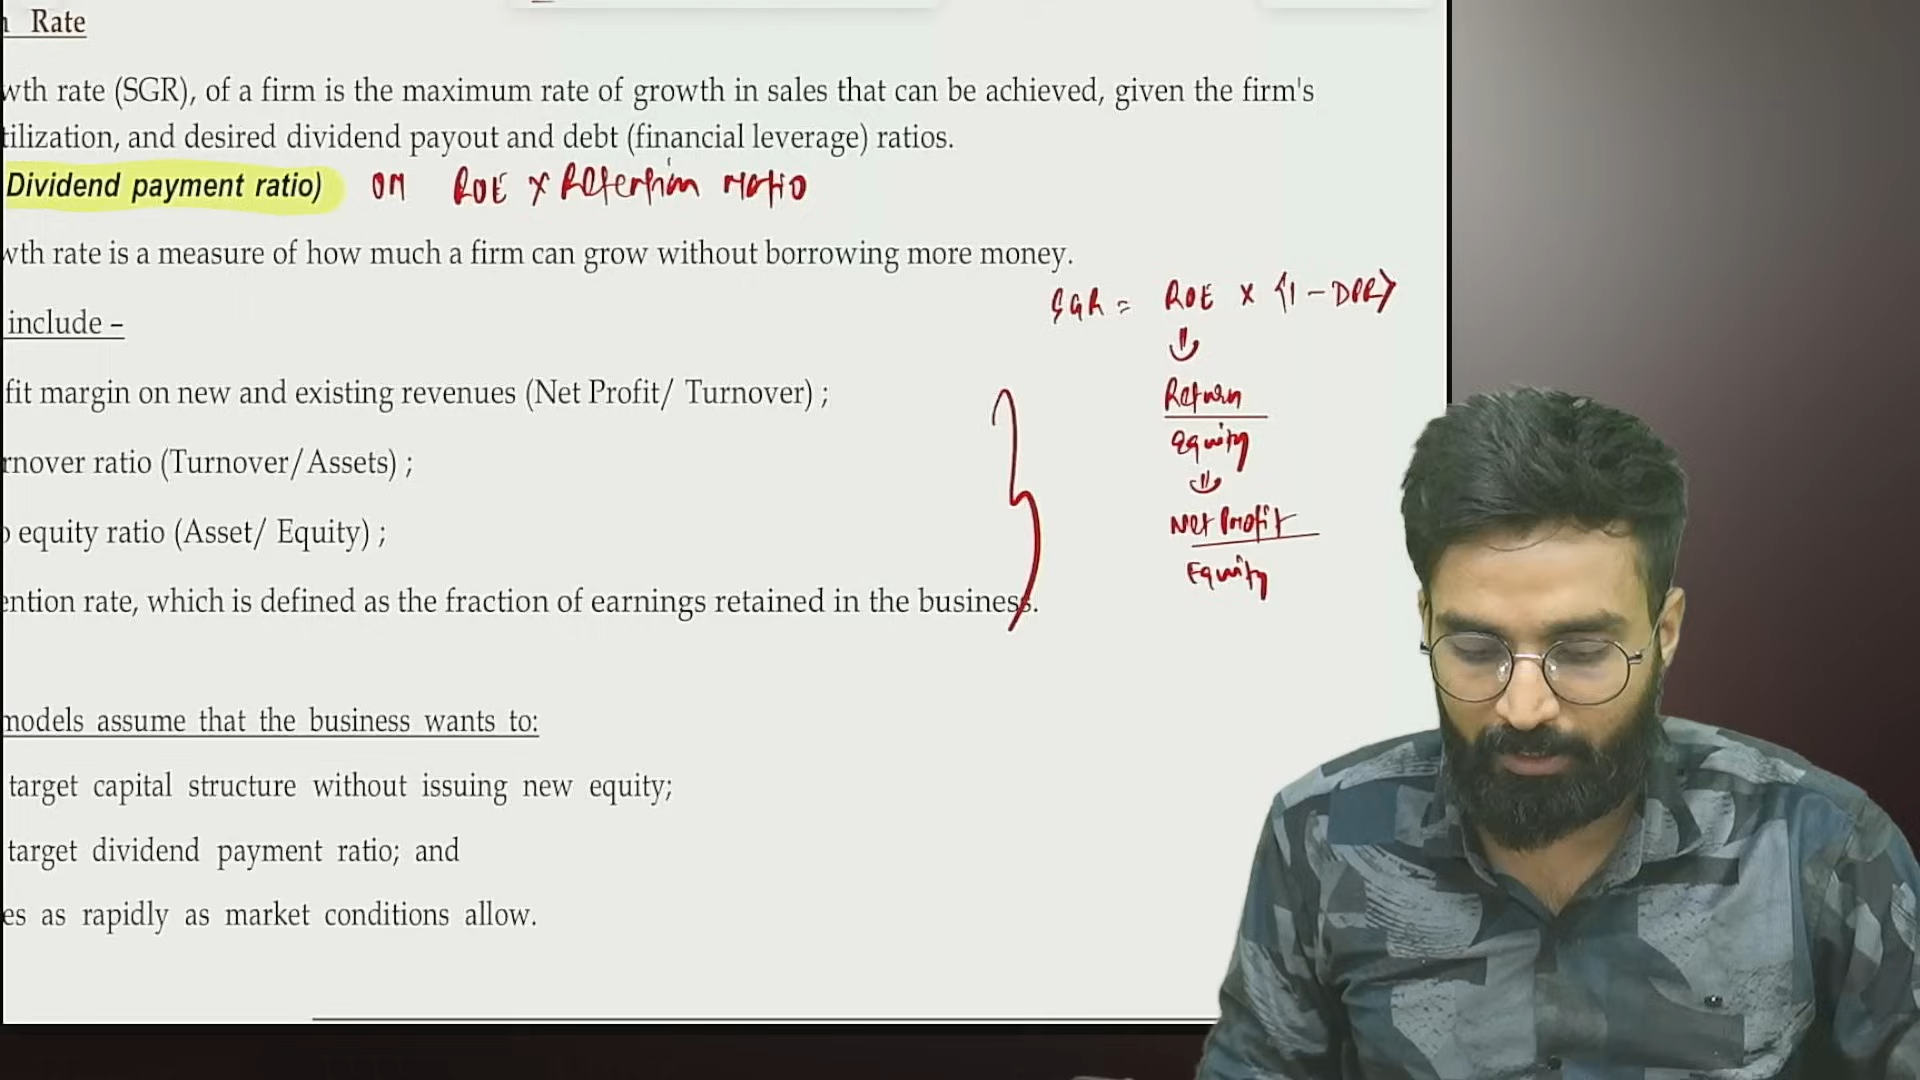 Rate
wth rate (SGR), of a firm is the maximum rate of growth in sales that can be achieved, given the firm's
tilization, and desired dividend payout and debt (financial leverage) ratios.
Dividend payment ratio) or ROE x Retention ratio
wth rate is a measure of how much a firm can grow without borrowing more money.
SGR = ROE x {1 - DPR}
include –
Return
fit margin on new and existing revenues (Net Profit/ Turnover) ;
Equity
rnover ratio (Turnover/Assets) ;
Net Profit
o equity ratio (Asset/ Equity) ;
Equity
ention rate, which is defined as the fraction of earnings retained in the business.
models assume that the business wants to:
target capital structure without issuing new equity;
target dividend payment ratio; and
es as rapidly as market conditions allow.